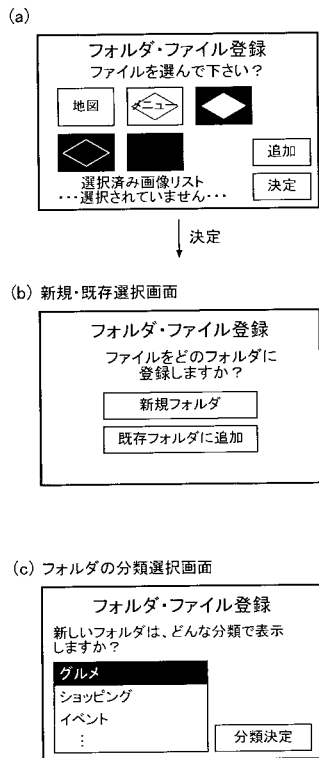 (a)
フォルダ・ファイル登録
ファイルを選んで下さい?
地図
メニュー
追加
選択済み画像リスト
・・・選択されていません・・・
決定
決定
(b) 新規・既存選択画面
フォルダ・ファイル登録
ファイルをどのフォルダに
登録しますか?
新規フォルダ
既存フォルダに追加
(c) フォルダの分類選択画面
フォルダ・ファイル登録
新しいフォルダは、どんな分類で表示
しますか?
グルメ
ショッピング
イベント
⋮
分類決定